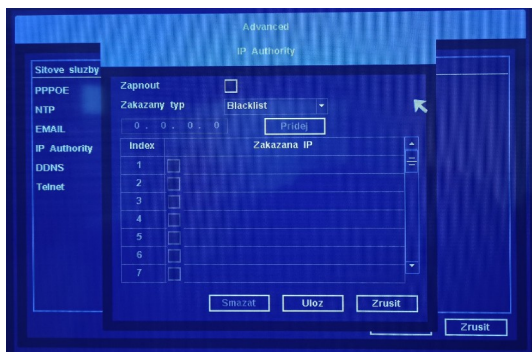 Advanced
IP Authority
Sitove sluzby
PPPOE
NTP
EMAIL
IP Authority
DDNS
Telnet
Zapnout
Zakazany typ Blacklist
0 . 0 . 0 . 0 Pridej
Index Zakazana IP
1
2
3
4
5
6
7
Smazat Uloz Zrusit
Zrusit